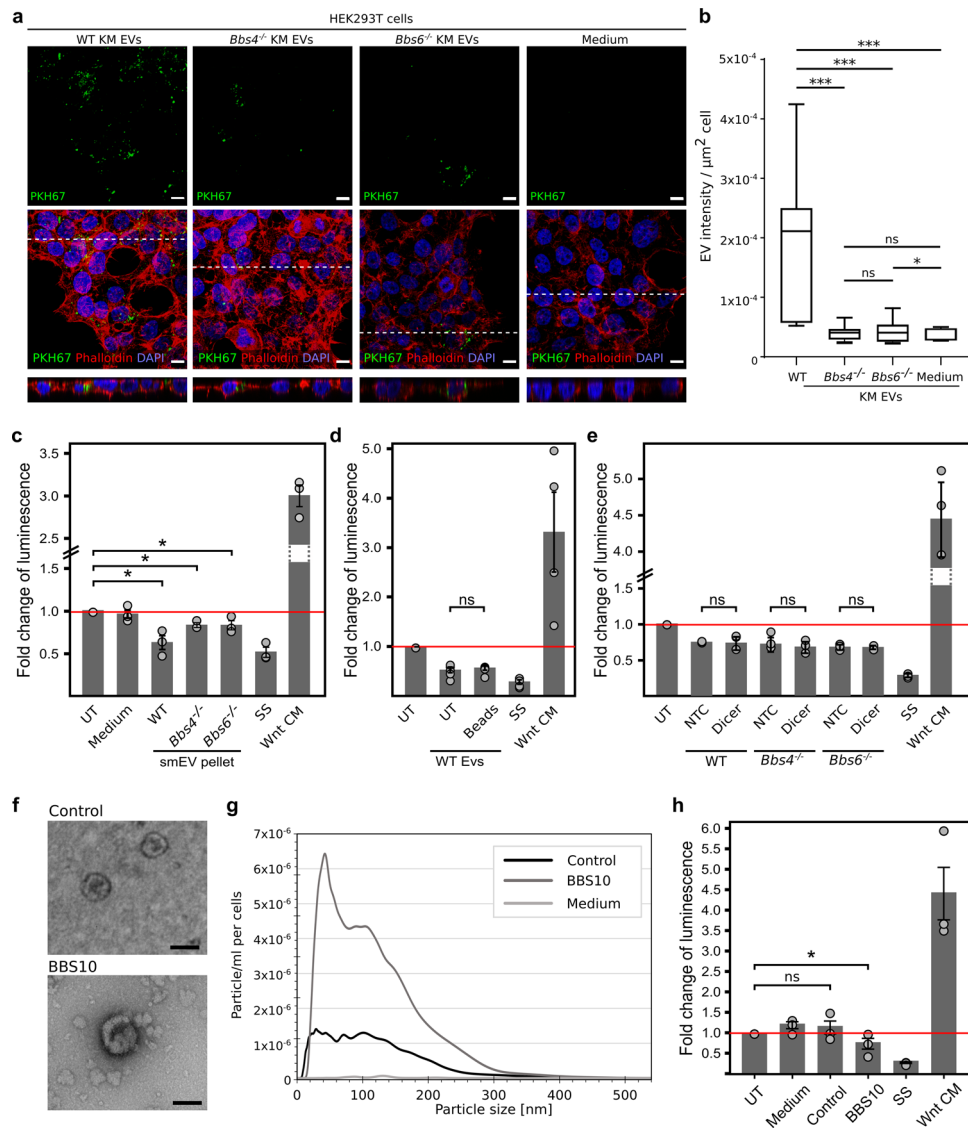 a
HEK293T cells
WT KM EVs Bbs4-/- KM EVs Bbs6-/- KM EVs Medium
PKH67 PKH67 PKH67 PKH67
PKH67 Phalloidin DAPI PKH67 Phalloidin DAPI PKH67 Phalloidin DAPI PKH67 Phalloidin DAPI
b
EV intensity / µm² cell
5x10⁻⁴
4x10⁻⁴
2x10⁻⁴
2x10⁻⁴
1x10⁻⁴
0
***
***
***
ns
ns
*
WT Bbs4-/- Bbs6-/- Medium
KM EVs
c
Fold change of luminescence
3.5
3.0
2.5
1.5
1.0
0.5
*
*
*
UT Medium WT Bbs4-/- Bbs6-/- SS Wnt CM
smEV pellet
d
Fold change of luminescence
5.0
3.0
2.0
1.0
ns
UT UT Beads SS Wnt CM
WT Evs
e
Fold change of luminescence
5.0
4.5
4.0
1.5
1.0
0.5
ns ns ns
UT NTC Dicer NTC Dicer NTC Dicer SS Wnt CM
WT Bbs4-/- Bbs6-/-
f
Control
BBS10
g
Particle/ml per cells
7x10⁻⁶
6x10⁻⁶
5x10⁻⁶
4x10⁻⁶
3x10⁻⁶
2x10⁻⁶
1x10⁻⁶
0
Control
BBS10
Medium
0 100 200 300 400 500
Particle size [nm]
h
Fold change of luminescence
6.0
5.5
5.0
4.5
4.0
3.5
3.0
2.5
2.0
1.5
1.0
0.5
*
ns
UT Medium Control BBS10 SS Wnt CM